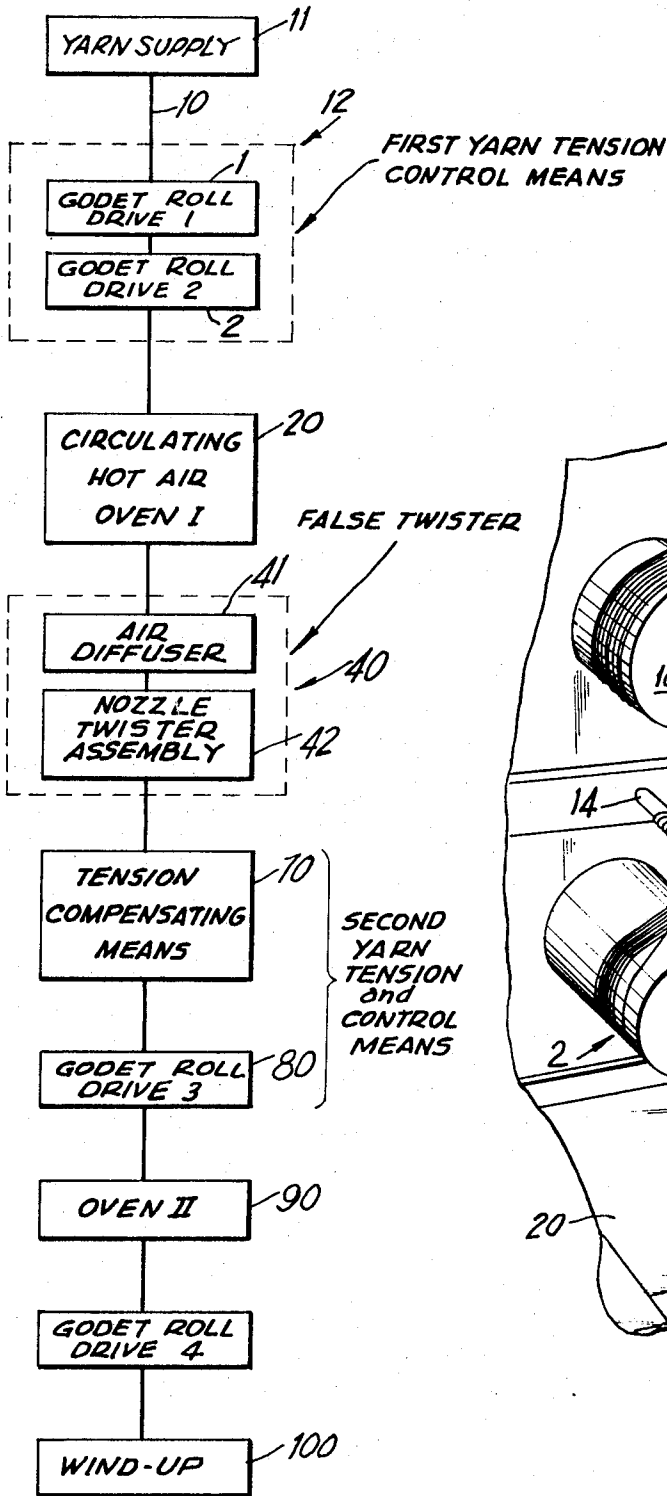 YARN SUPPLY
11
10
12
FIRST YARN TENSION
CONTROL MEANS
1
GODET ROLL
DRIVE 1
GODET ROLL
DRIVE 2
2
20
CIRCULATING
HOT AIR
OVEN I
FALSE TWISTER
41
AIR
DIFFUSER
40
NOZZLE
TWISTER
ASSEMBLY
42
70
TENSION
COMPENSATING
MEANS
SECOND
YARN
TENSION
and
CONTROL
MEANS
GODET ROLL
DRIVE 3
80
OVEN II
90
GODET ROLL
DRIVE 4
WIND-UP
100
14
2
20